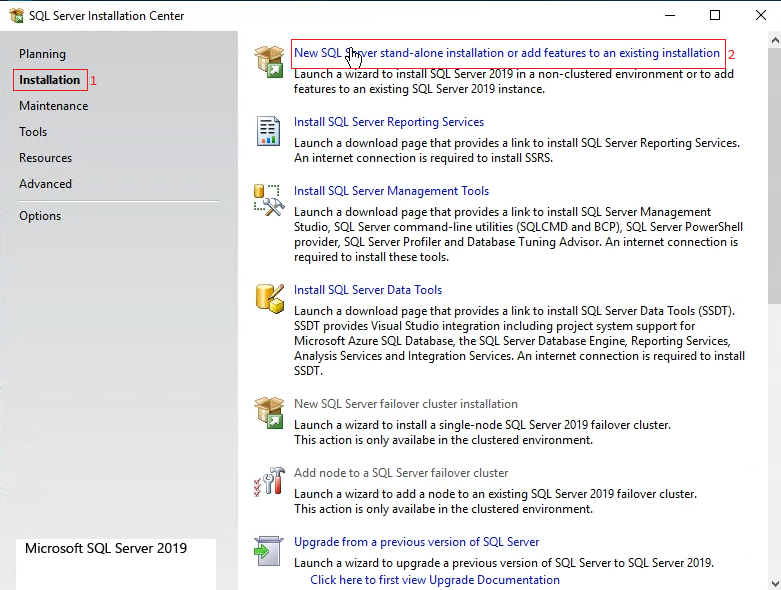 SQL Server Installation Center
Planning
Installation 1
Maintenance
Tools
Resources
Advanced
Options
Microsoft SQL Server 2019
New SQL Server stand-alone installation or add features to an existing installation 2
Launch a wizard to install SQL Server 2019 in a non-clustered environment or to add
features to an existing SQL Server 2019 instance.
Install SQL Server Reporting Services
Launch a download page that provides a link to install SQL Server Reporting Services.
An internet connection is required to install SSRS.
Install SQL Server Management Tools
Launch a download page that provides a link to install SQL Server Management
Studio, SQL Server command-line utilities (SQLCMD and BCP), SQL Server PowerShell
provider, SQL Server Profiler and Database Tuning Advisor. An internet connection is
required to install these tools.
Install SQL Server Data Tools
Launch a download page that provides a link to install SQL Server Data Tools (SSDT).
SSDT provides Visual Studio integration including project system support for
Microsoft Azure SQL Database, the SQL Server Database Engine, Reporting Services,
Analysis Services and Integration Services. An internet connection is required to install
SSDT.
New SQL Server failover cluster installation
Launch a wizard to install a single-node SQL Server 2019 failover cluster.
This action is only availabe in the clustered environment.
Add node to a SQL Server failover cluster
Launch a wizard to add a node to an existing SQL Server 2019 failover cluster.
This action is only availabe in the clustered environment.
Upgrade from a previous version of SQL Server
Launch a wizard to upgrade a previous version of SQL Server to SQL Server 2019.
Click here to first view Upgrade Documentation